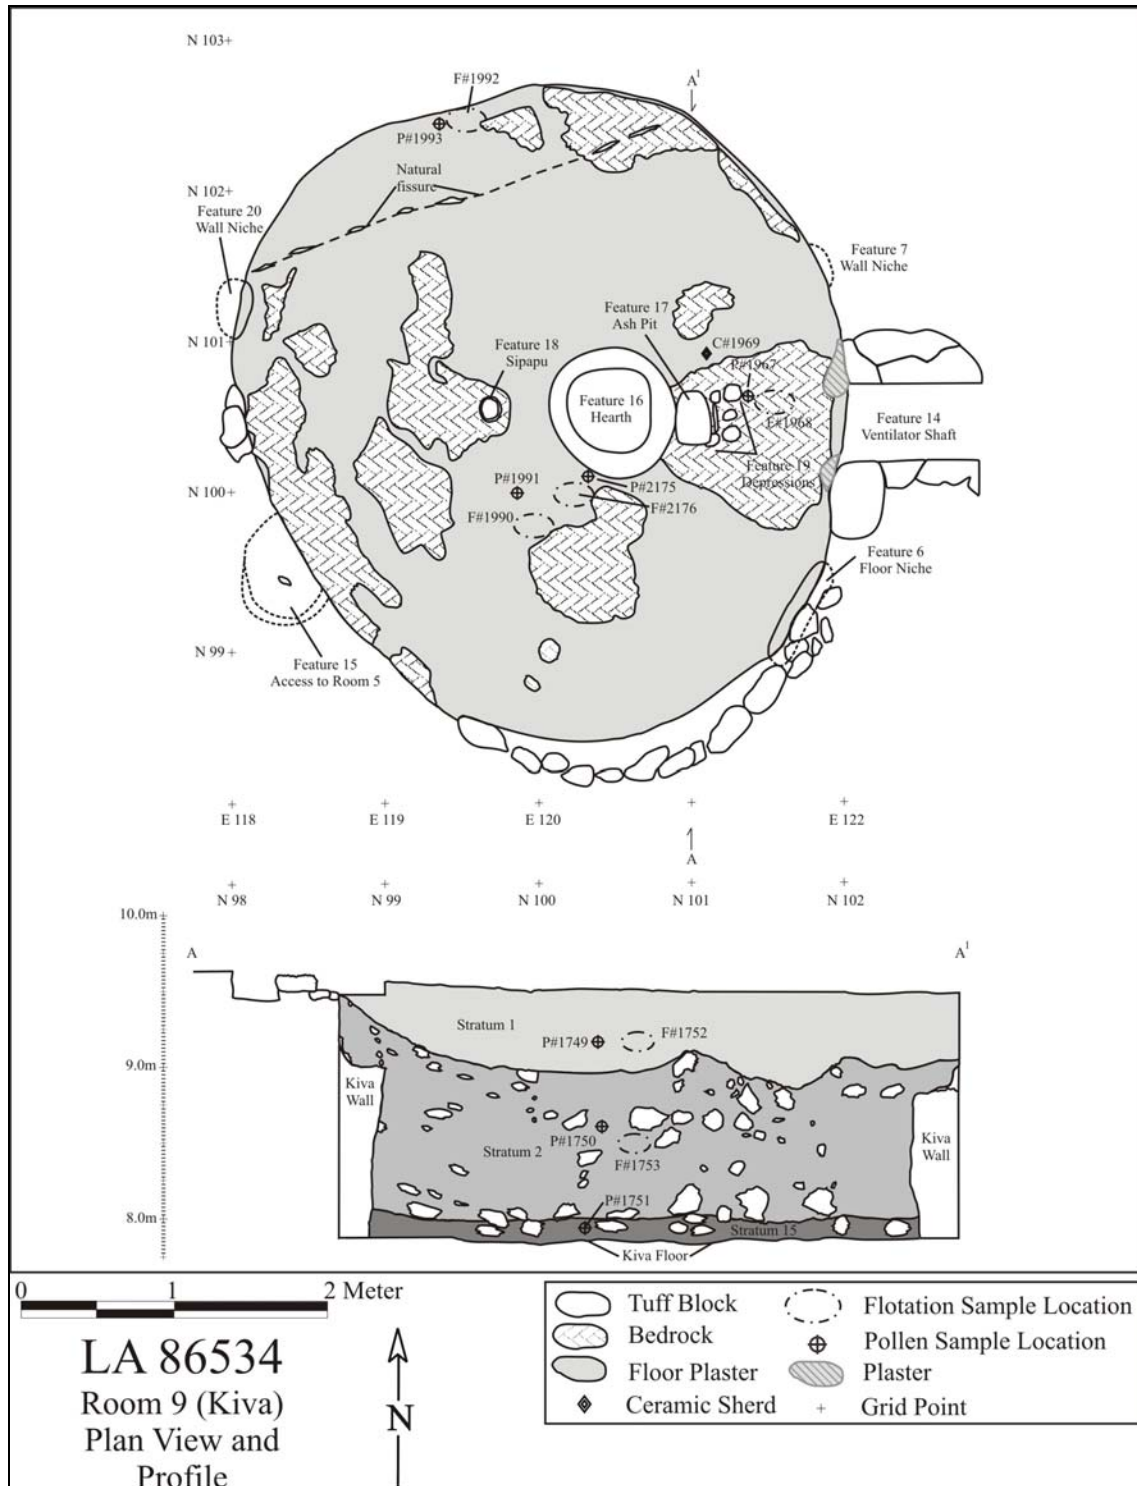 N 103
A¹
F#1992
P#1993
Natural
fissure
N 102
Feature 20
Wall Niche
Feature 7
Wall Niche
Feature 17
Ash Pit
N 101
C#1969
Feature 18
Sipapu
P#1967
Feature 16
Hearth
F#1968
Feature 14
Ventilator Shaft
Feature 19
Depressions
P#1991
P#2175
N 100
F#2176
F#1990
Feature 6
Floor Niche
N 99
Feature 15
Access to Room 5
E 118
E 119
E 120
E 122
A
N 98
N 99
N 100
N 101
N 102
10.0m
A
A¹
Stratum 1
F#1752
P#1749
9.0m
Kiva
Wall
P#1750
Stratum 2
F#1753
Kiva
Wall
P#1751
8.0m
Stratum 15
Kiva Floor
0 1 2 Meter
LA 86534
Room 9 (Kiva)
Plan View and
Profile
N
Tuff Block
Flotation Sample Location
Bedrock
Pollen Sample Location
Floor Plaster
Plaster
Ceramic Sherd
Grid Point